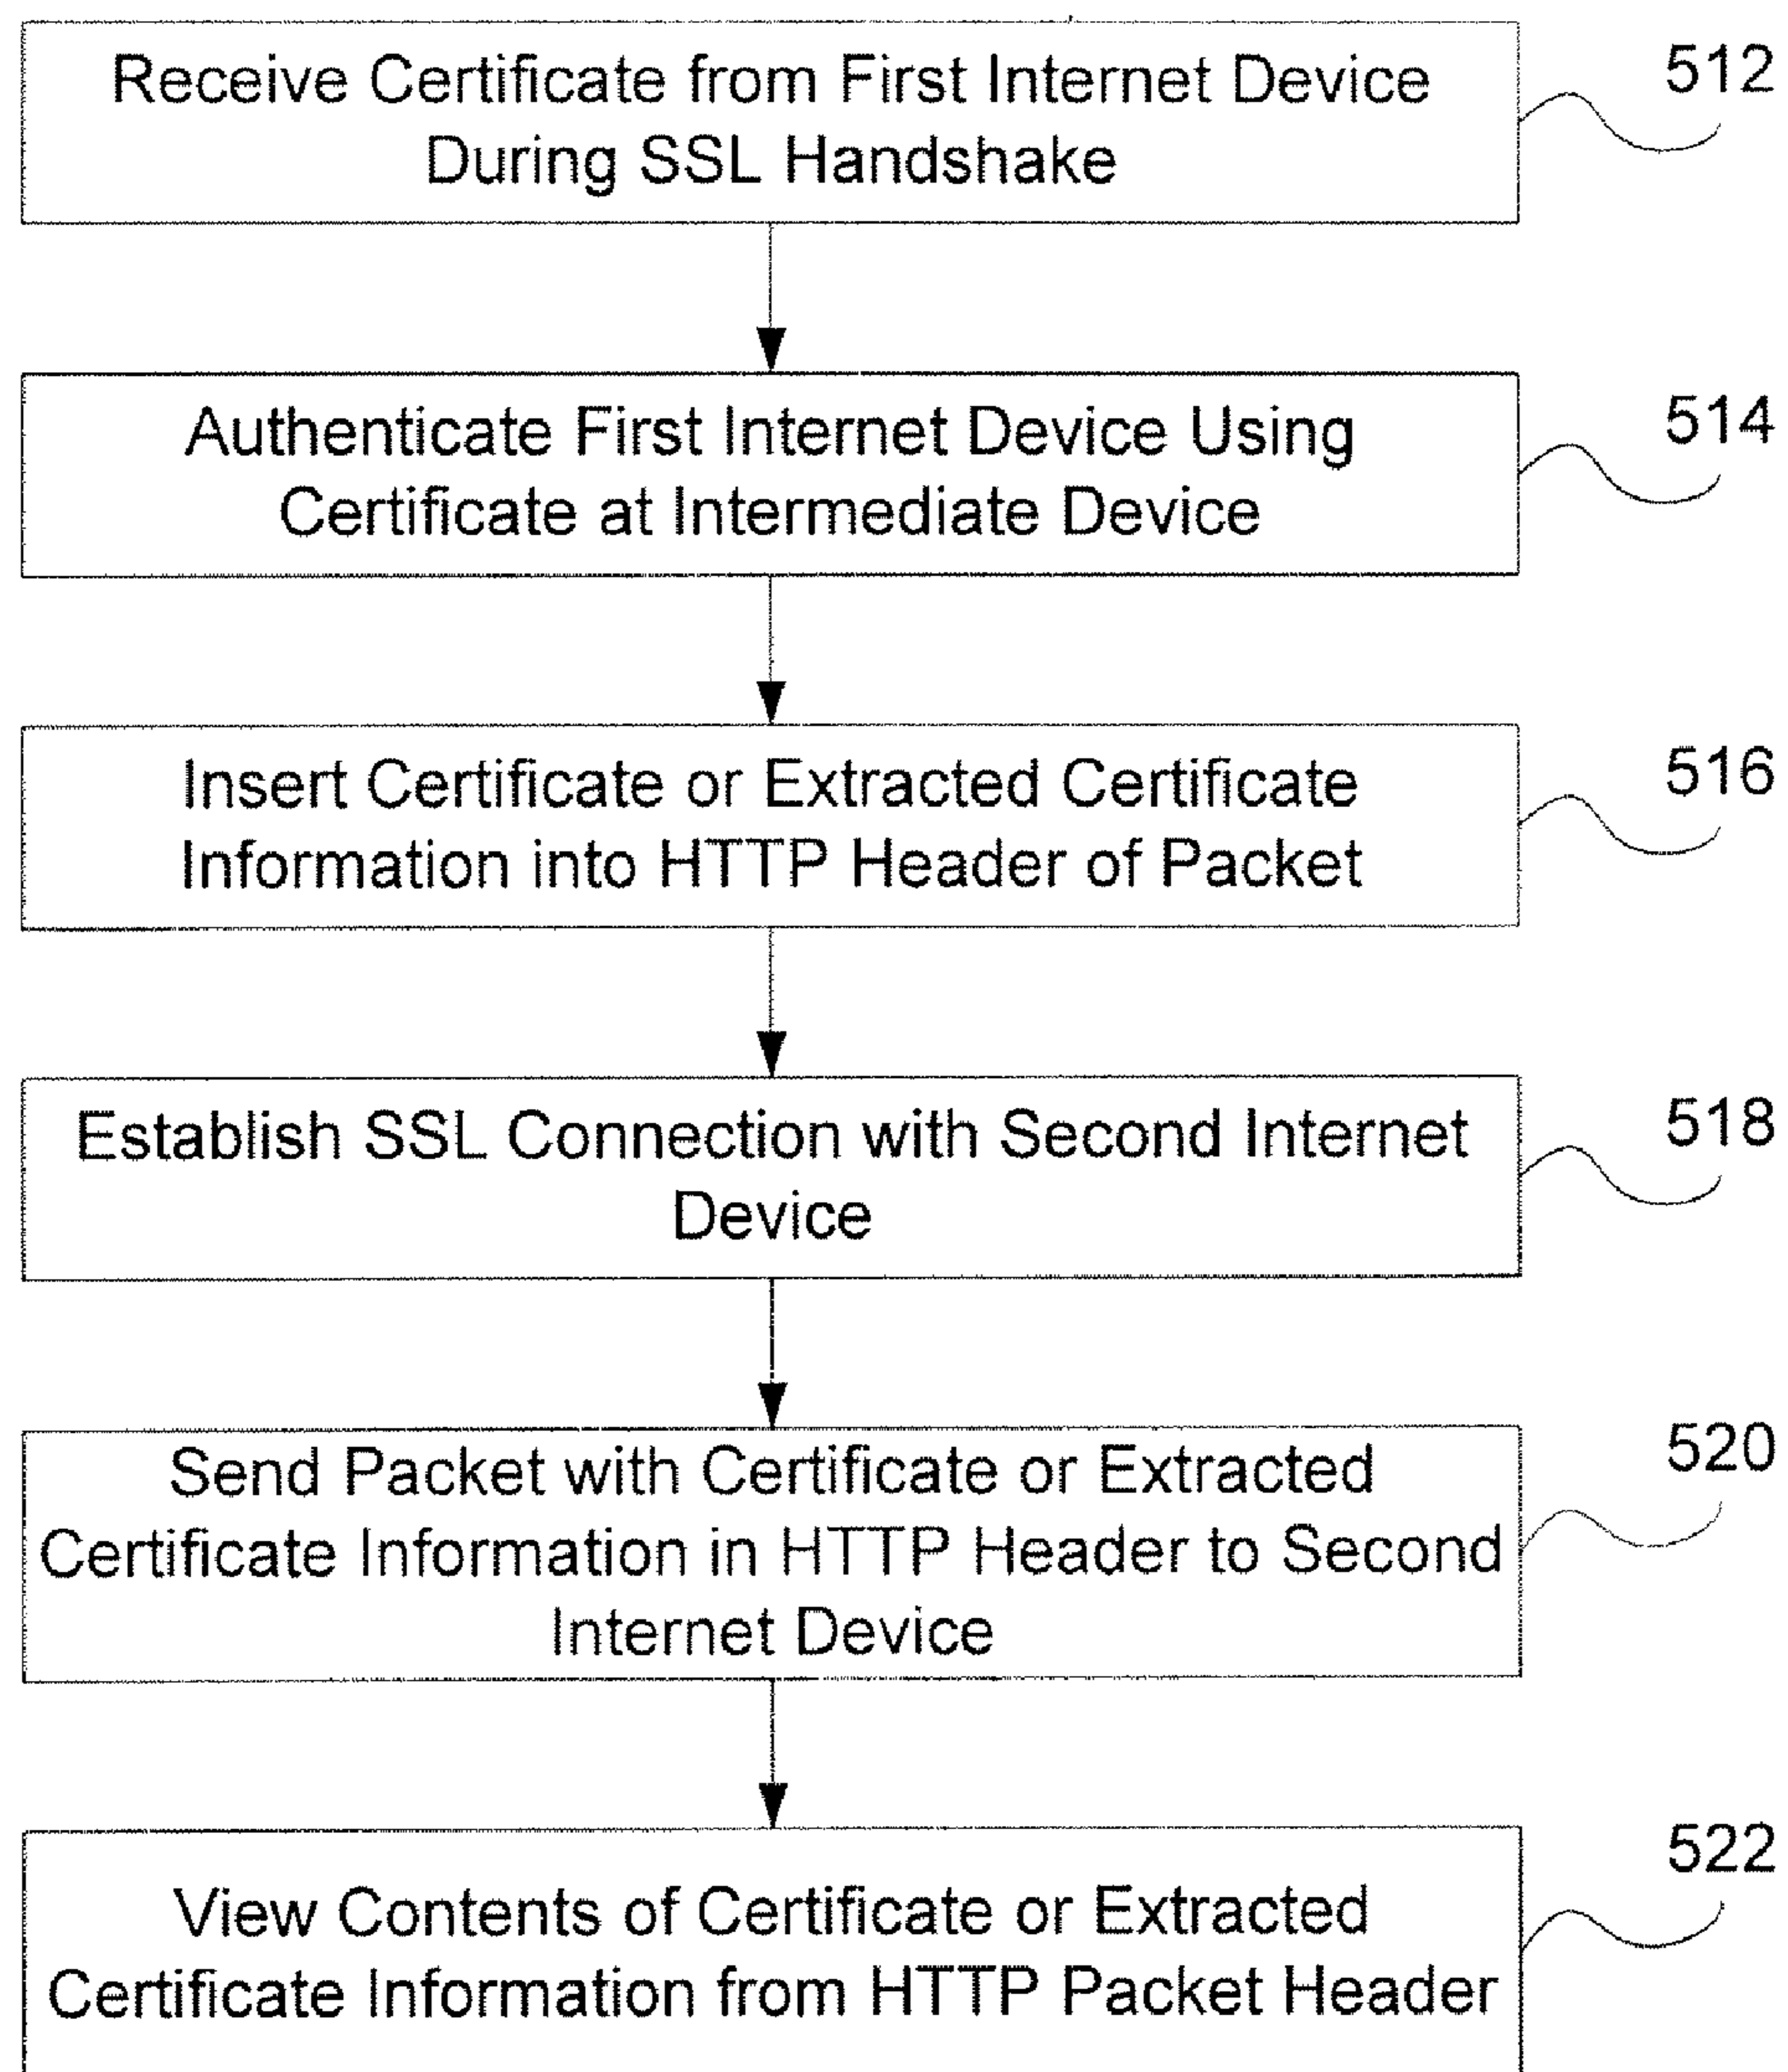 Receive Certificate from First Internet Device
During SSL Handshake
512
Authenticate First Internet Device Using
Certificate at Intermediate Device
514
Insert Certificate or Extracted Certificate
Information into HTTP Header of Packet
516
Establish SSL Connection with Second Internet
Device
518
Send Packet with Certificate or Extracted
Certificate Information in HTTP Header to Second
Internet Device
520
View Contents of Certificate or Extracted
Certificate Information from HTTP Packet Header
522